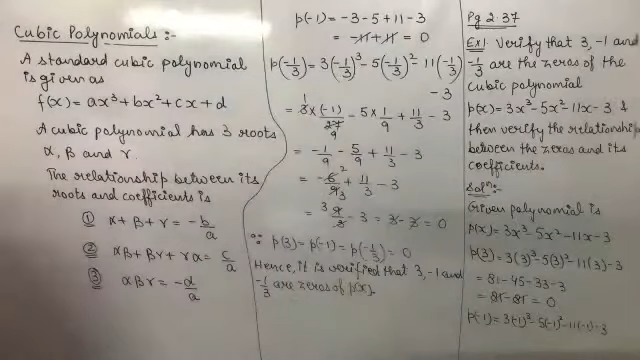 Cubic Polynomials :-
A standard cubic polynomial
is given as
f(x) = ax³ + bx² + cx + d
A cubic polynomial has 3 roots
α, β and γ.
The relationship between its
roots and coefficients is
① α + β + γ = -b/a
② αβ + βγ + γα = c/a
③ αβγ = -d/a
p(-1) = -3 - 5 + 11 - 3
= -11 + 11 = 0
p(-1/3) = 3(-1/3)³ - 5(-1/3)² - 11(-1/3)
- 3
= 3 × (-1)/27 - 5 × 1/9 + 11/3 - 3
= -1/9 - 5/9 + 11/3 - 3
= -6/9 + 11/3 - 3
= 9/3 - 3 = 3 - 3 = 0
∵ p(3) = p(-1) = p(-1/3) = 0
Hence, it is verified that 3, -1 and
-1/3 are zeros of p(x).
Pg 2.37
Ex1. Verify that 3, -1 and
-1/3 are the zeros of the
cubic polynomial
p(x) = 3x³ - 5x² - 11x - 3 &
then verify the relationship
between the zeros and its
coefficients.
Solⁿ:-
Given polynomial is
p(x) = 3x³ - 5x² - 11x - 3
p(3) = 3(3)³ - 5(3)² - 11(3) - 3
= 81 - 45 - 33 - 3
= 81 - 81 = 0
p(-1) = 3(-1)³ - 5(-1)² - 11(-1) - 3